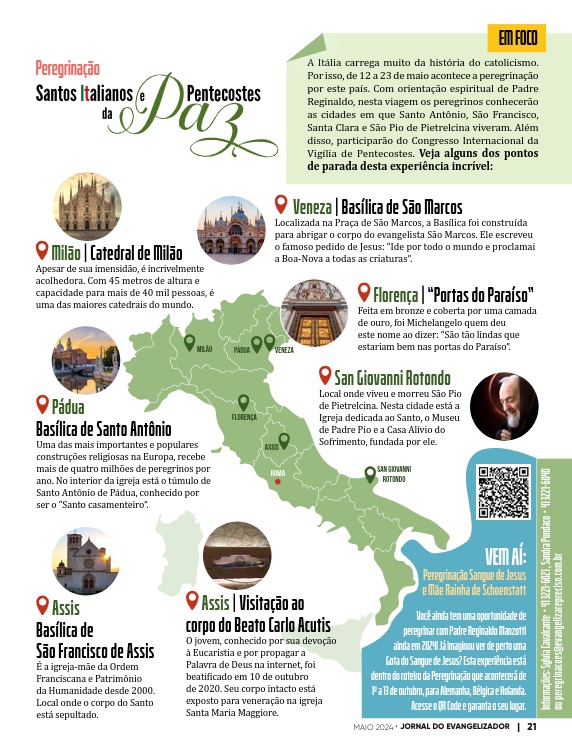 EM FOCO
Peregrinação
Santos Italianos e Pentecostes
da Paz
A Itália carrega muito da história do catolicismo.
Por isso, de 12 a 23 de maio acontece a peregrinação
por este país. Com orientação espiritual de Padre
Reginaldo, nesta viagem os peregrinos conhecerão
as cidades em que Santo Antônio, São Francisco,
Santa Clara e São Pio de Pietrelcina viveram. Além
disso, participarão do Congresso Internacional da
Vigília de Pentecostes. Veja alguns dos pontos
de parada desta experiência incrível:
Veneza | Basílica de São Marcos
Localizada na Praça de São Marcos, a Basílica foi construída
para abrigar o corpo do evangelista São Marcos. Ele escreveu
o famoso pedido de Jesus: “Ide por todo o mundo e proclamai
a Boa-Nova a todas as criaturas”.
Milão | Catedral de Milão
Apesar de sua imensidão, é incrivelmente
acolhedora. Com 45 metros de altura e
capacidade para mais de 40 mil pessoas, é
uma das maiores catedrais do mundo.
Florença | “Portas do Paraíso”
Feita em bronze e coberta por uma camada
de ouro, foi Michelangelo quem deu
este nome ao dizer: “São tão lindas que
estariam bem nas portas do Paraíso”.
San Giovanni Rotondo
Local onde viveu e morreu São Pio
de Pietrelcina. Nesta cidade está a
Igreja dedicada ao Santo, o Museu
de Padre Pio e a Casa Alívio do
Sofrimento, fundada por ele.
Pádua
Basílica de Santo Antônio
Uma das mais importantes e populares
construções religiosas na Europa, recebe
mais de quatro milhões de peregrinos por
ano. No interior da igreja está o túmulo de
Santo Antônio de Pádua, conhecido por
ser o “Santo casamenteiro”.
MILÃO
PÁDUA
VENEZA
FLORENÇA
ASSIS
ROMA
SAN GIOVANNI
ROTONDO
Assis
Basílica de
São Francisco de Assis
É a igreja-mãe da Ordem
Franciscana e Patrimônio
da Humanidade desde 2000.
Local onde o corpo do Santo
está sepultado.
Assis | Visitação ao
corpo do Beato Carlo Acutis
O jovem, conhecido por sua devoção
à Eucaristia e por propagar a
Palavra de Deus na internet, foi
beatificado em 10 de outubro
de 2020. Seu corpo intacto está
exposto para veneração na igreja
Santa Maria Maggiore.
VEM AÍ:
Peregrinação Sangue de Jesus
e Mãe Rainha de Schoenstatt
Você ainda tem uma oportunidade de
peregrinar com Padre Reginaldo Manzotti
ainda em 2024! Já imaginou ver de perto uma
Gota do Sangue de Jesus? Esta experiência está
dentro do roteiro da Peregrinação que acontecerá de
1º a 13 de outubro, para Alemanha, Bélgica e Holanda.
Acesse o QR Code e garanta o seu lugar.
Informações: Sylvia Cavalcante • 41 3221-6021, Sandra Pondaco • 41 3221-6040
ou peregrinacoes@evangelizarepreciso.com.br
MAIO 2024 • JORNAL DO EVANGELIZADOR | 21